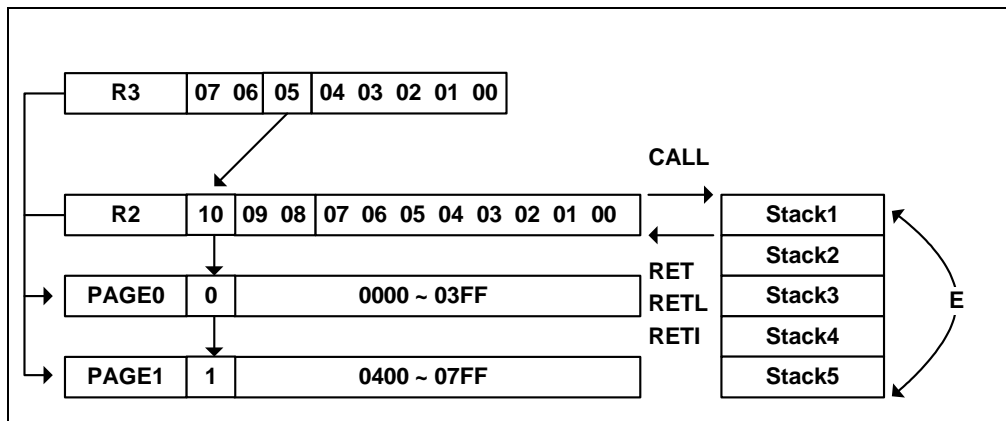 R3 07 06 05 04 03 02 01 00
CALL
R2 10 09 08 07 06 05 04 03 02 01 00 Stack1
Stack2
RET
PAGE0 0 0000 ~ 03FF RETL Stack3 E
RETI Stack4
PAGE1 1 0400 ~ 07FF Stack5